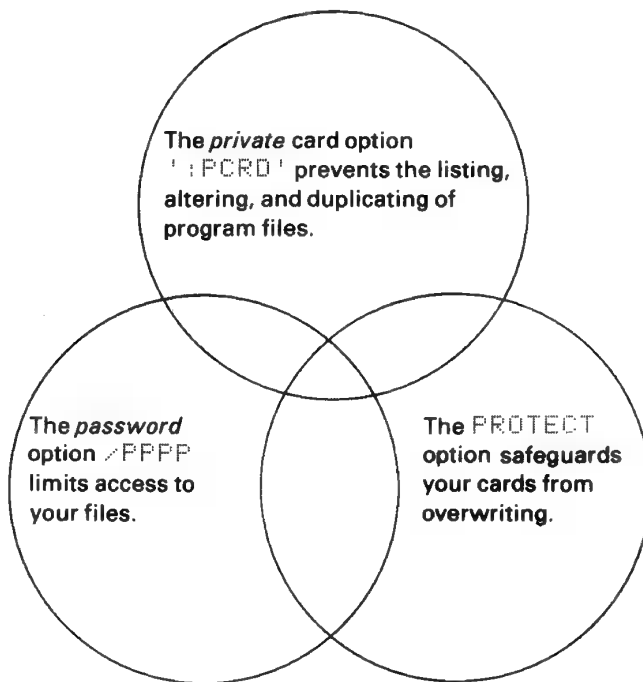 The private card option
':PCRD' prevents the listing,
altering, and duplicating of
program files.
The password
option /PPPP
limits access to
your files.
The PROTECT
option safeguards
your cards from
overwriting.